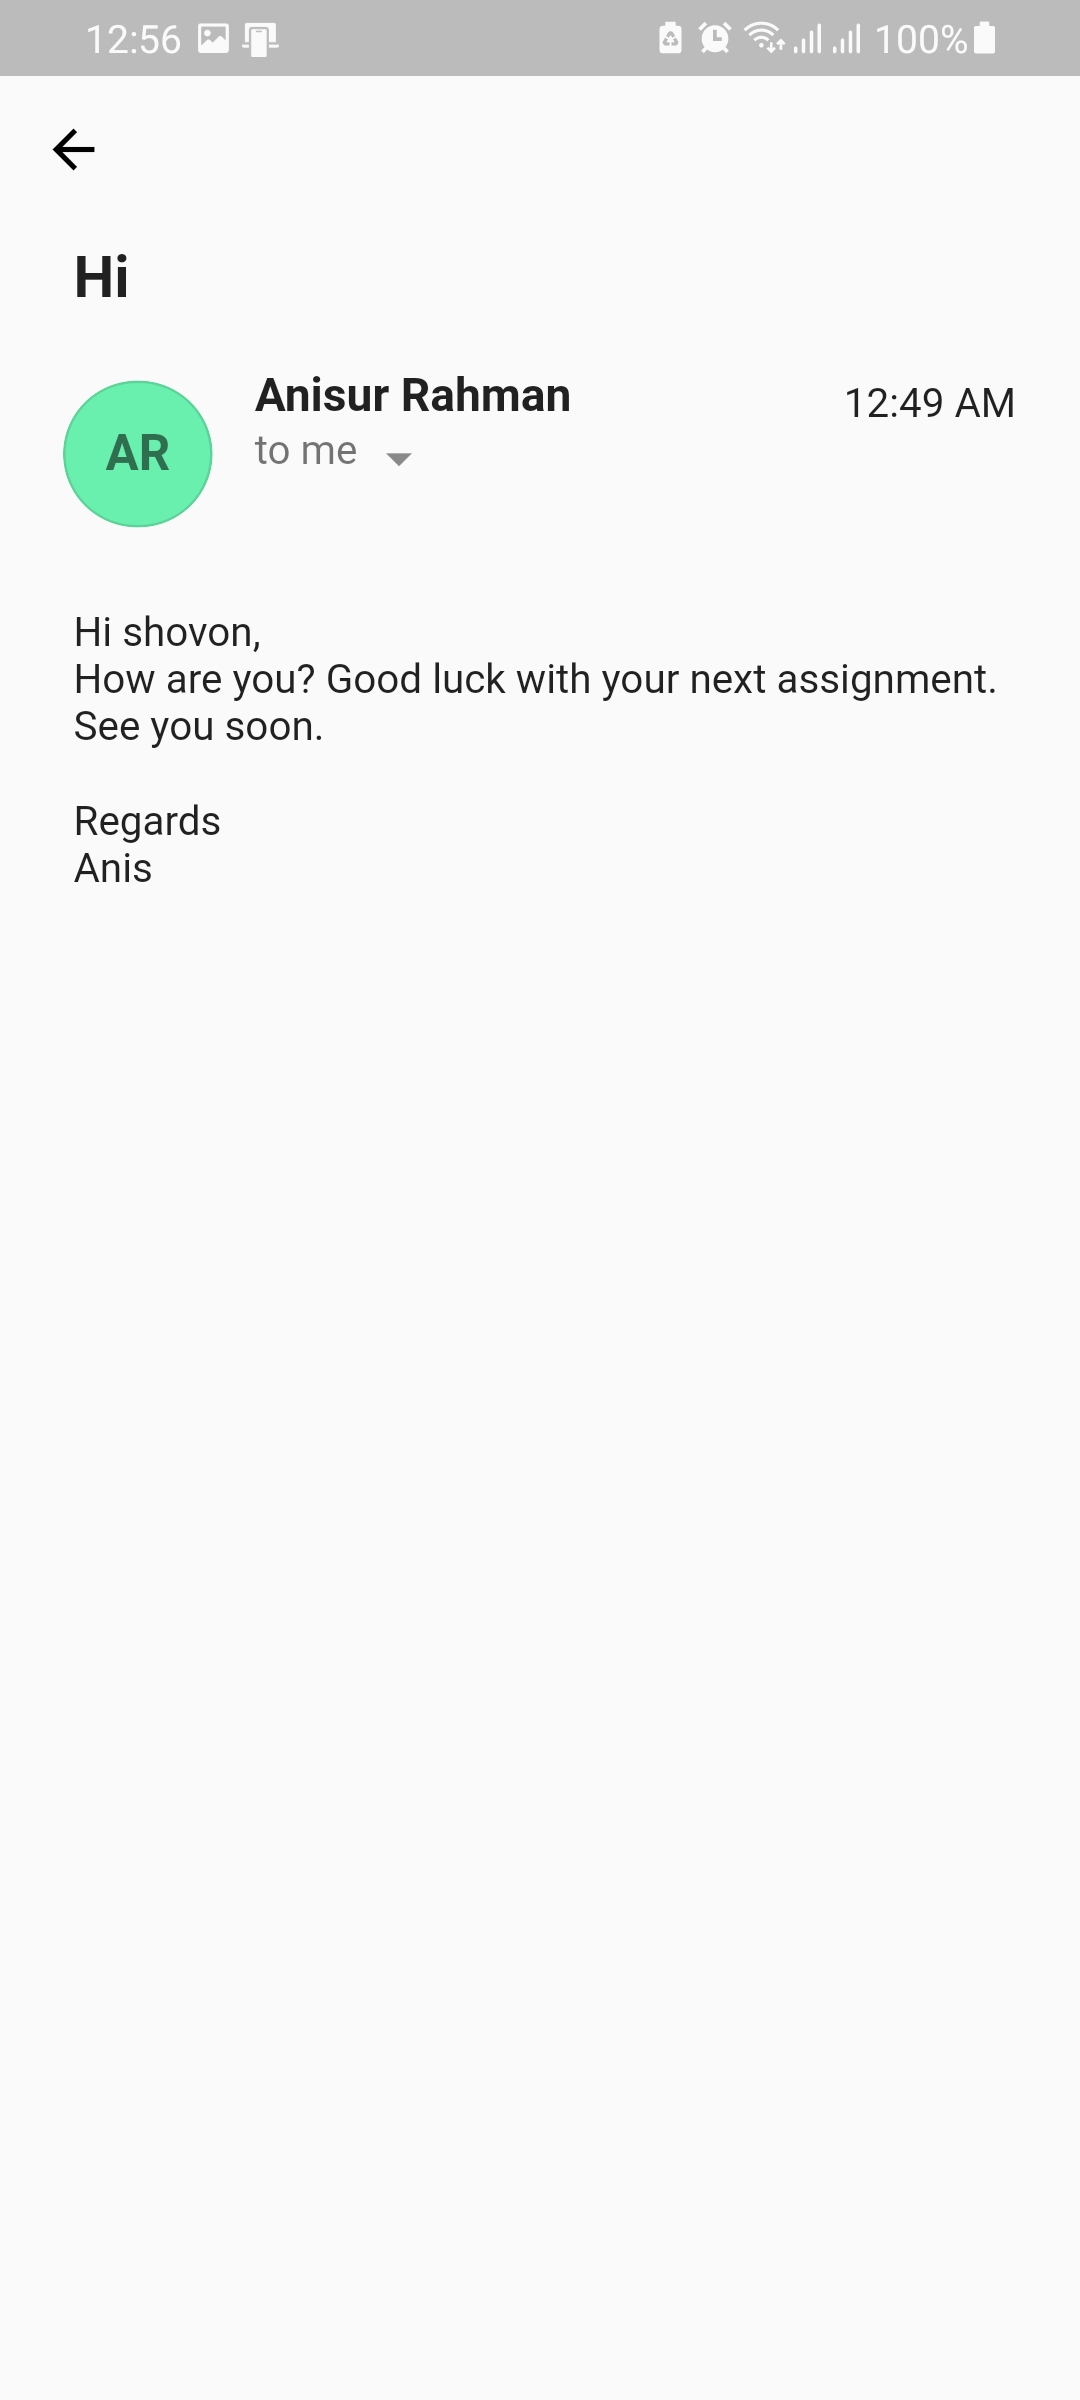 12:56 100%
Hi
Anisur Rahman 12:49 AM
AR
to me
Hi shovon,
How are you? Good luck with your next assignment.
See you soon.
Regards
Anis